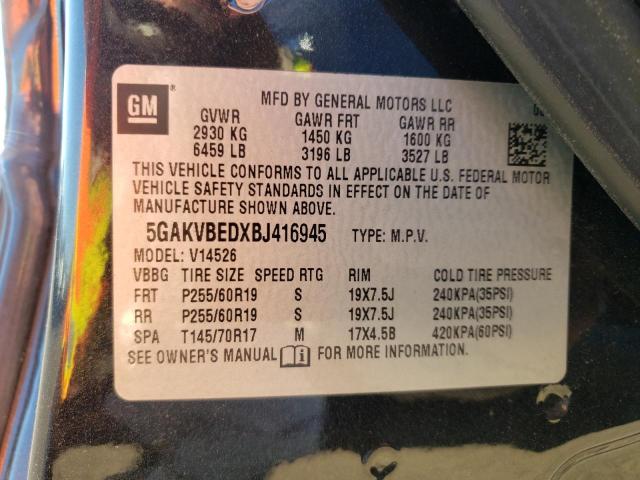 GM
MFD BY GENERAL MOTORS LLC
GVWR GAWR FRT GAWR RR
2930 KG 1450 KG 1600 KG
6459 LB 3196 LB 3527 LB
THIS VEHICLE CONFORMS TO ALL APPLICABLE U.S. FEDERAL MOTOR
VEHICLE SAFETY STANDARDS IN EFFECT ON THE DATE OF
MANUFACTURE SHOWN ABOVE.
5GAKVBEDXBJ416945 TYPE: M.P.V.
MODEL: V14526
VBBG TIRE SIZE SPEED RTG RIM COLD TIRE PRESSURE
FRT P255/60R19 S 19X7.5J 240KPA(35PSI)
RR P255/60R19 S 19X7.5J 240KPA(35PSI)
SPA T145/70R17 M 17X4.5B 420KPA(60PSI)
SEE OWNER'S MANUAL i FOR MORE INFORMATION.